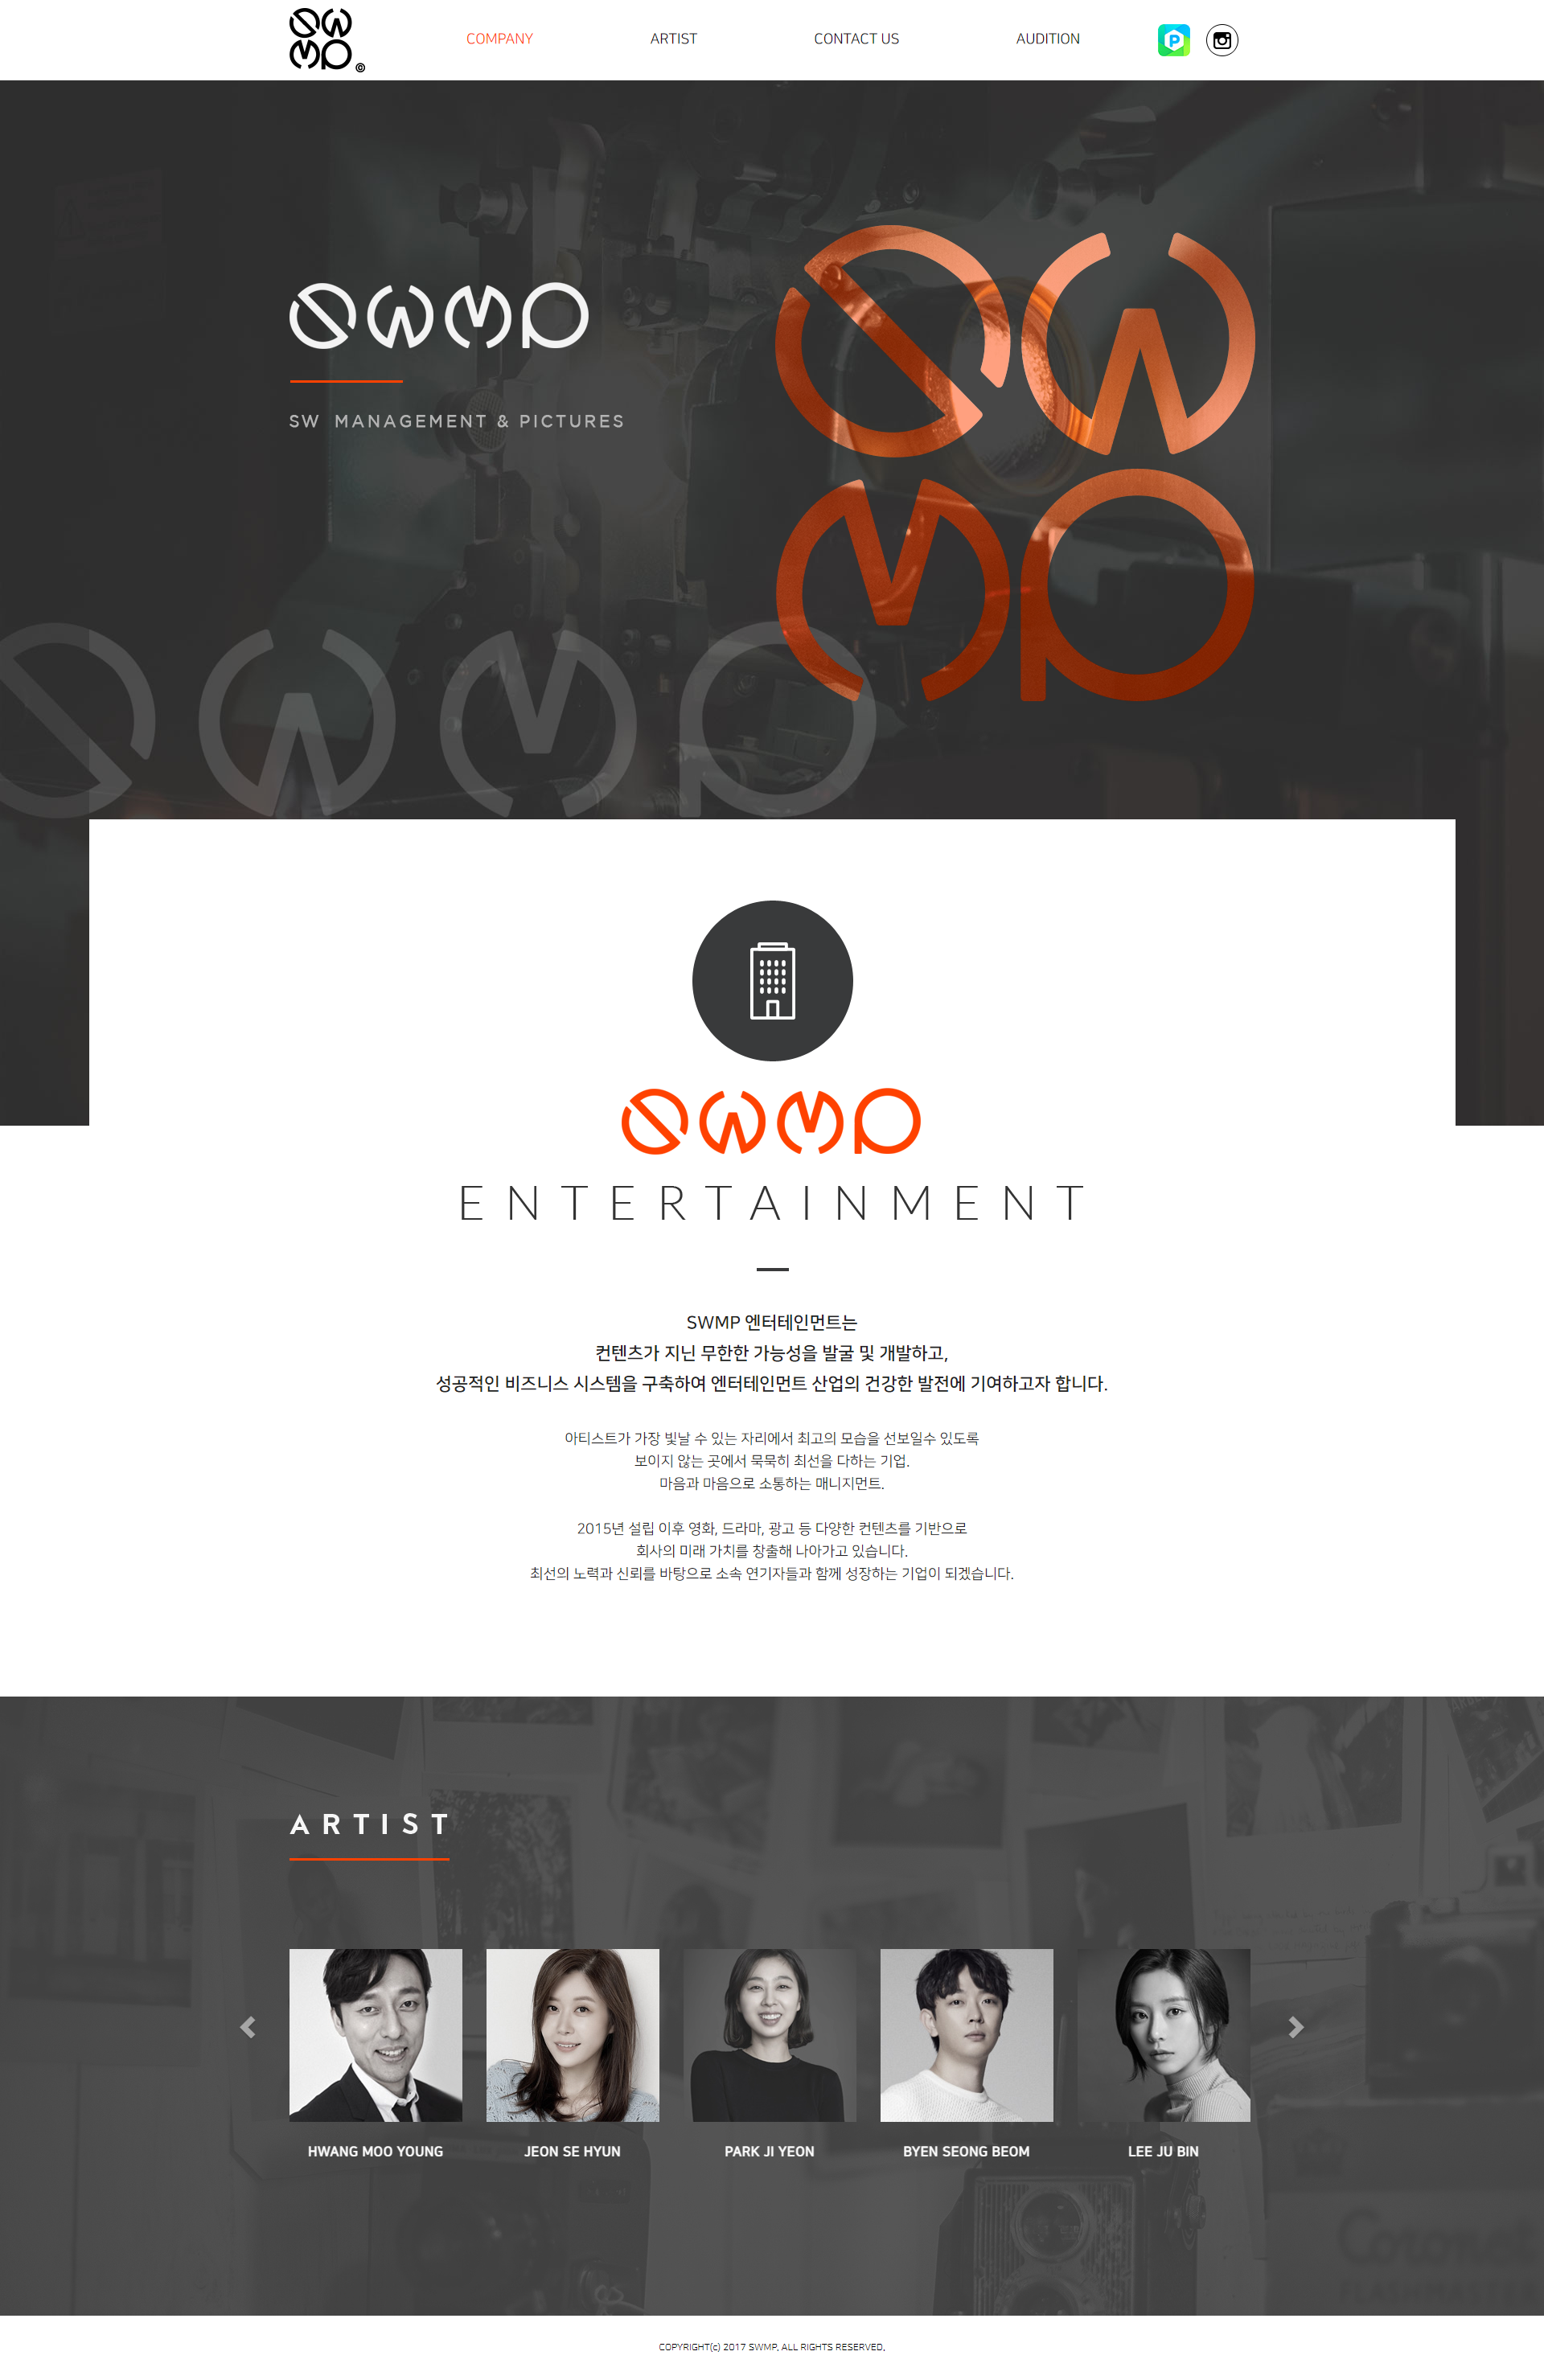 SWMP
COMPANY
ARTIST
CONTACT US
AUDITION
SWMP
SW MANAGEMENT & PICTURES
SW
MP
SWMP
SWMP
ENTERTAINMENT
SWMP 엔터테인먼트는
컨텐츠가 지닌 무한한 가능성을 발굴 및 개발하고,
성공적인 비즈니스 시스템을 구축하여 엔터테인먼트 산업의 건강한 발전에 기여하고자 합니다.
아티스트가 가장 빛날 수 있는 자리에서 최고의 모습을 선보일수 있도록
보이지 않는 곳에서 묵묵히 최선을 다하는 기업.
마음과 마음으로 소통하는 매니지먼트.
2015년 설립 이후 영화, 드라마, 광고 등 다양한 컨텐츠를 기반으로
회사의 미래 가치를 창출해 나아가고 있습니다.
최선의 노력과 신뢰를 바탕으로 소속 연기자들과 함께 성장하는 기업이 되겠습니다.
ARTIST
HWANG MOO YOUNG
JEON SE HYUN
PARK JI YEON
BYEN SEONG BEOM
LEE JU BIN
Coronet
FLASHMASTER
COPYRIGHT(c) 2017 SWMP. ALL RIGHTS RESERVED.